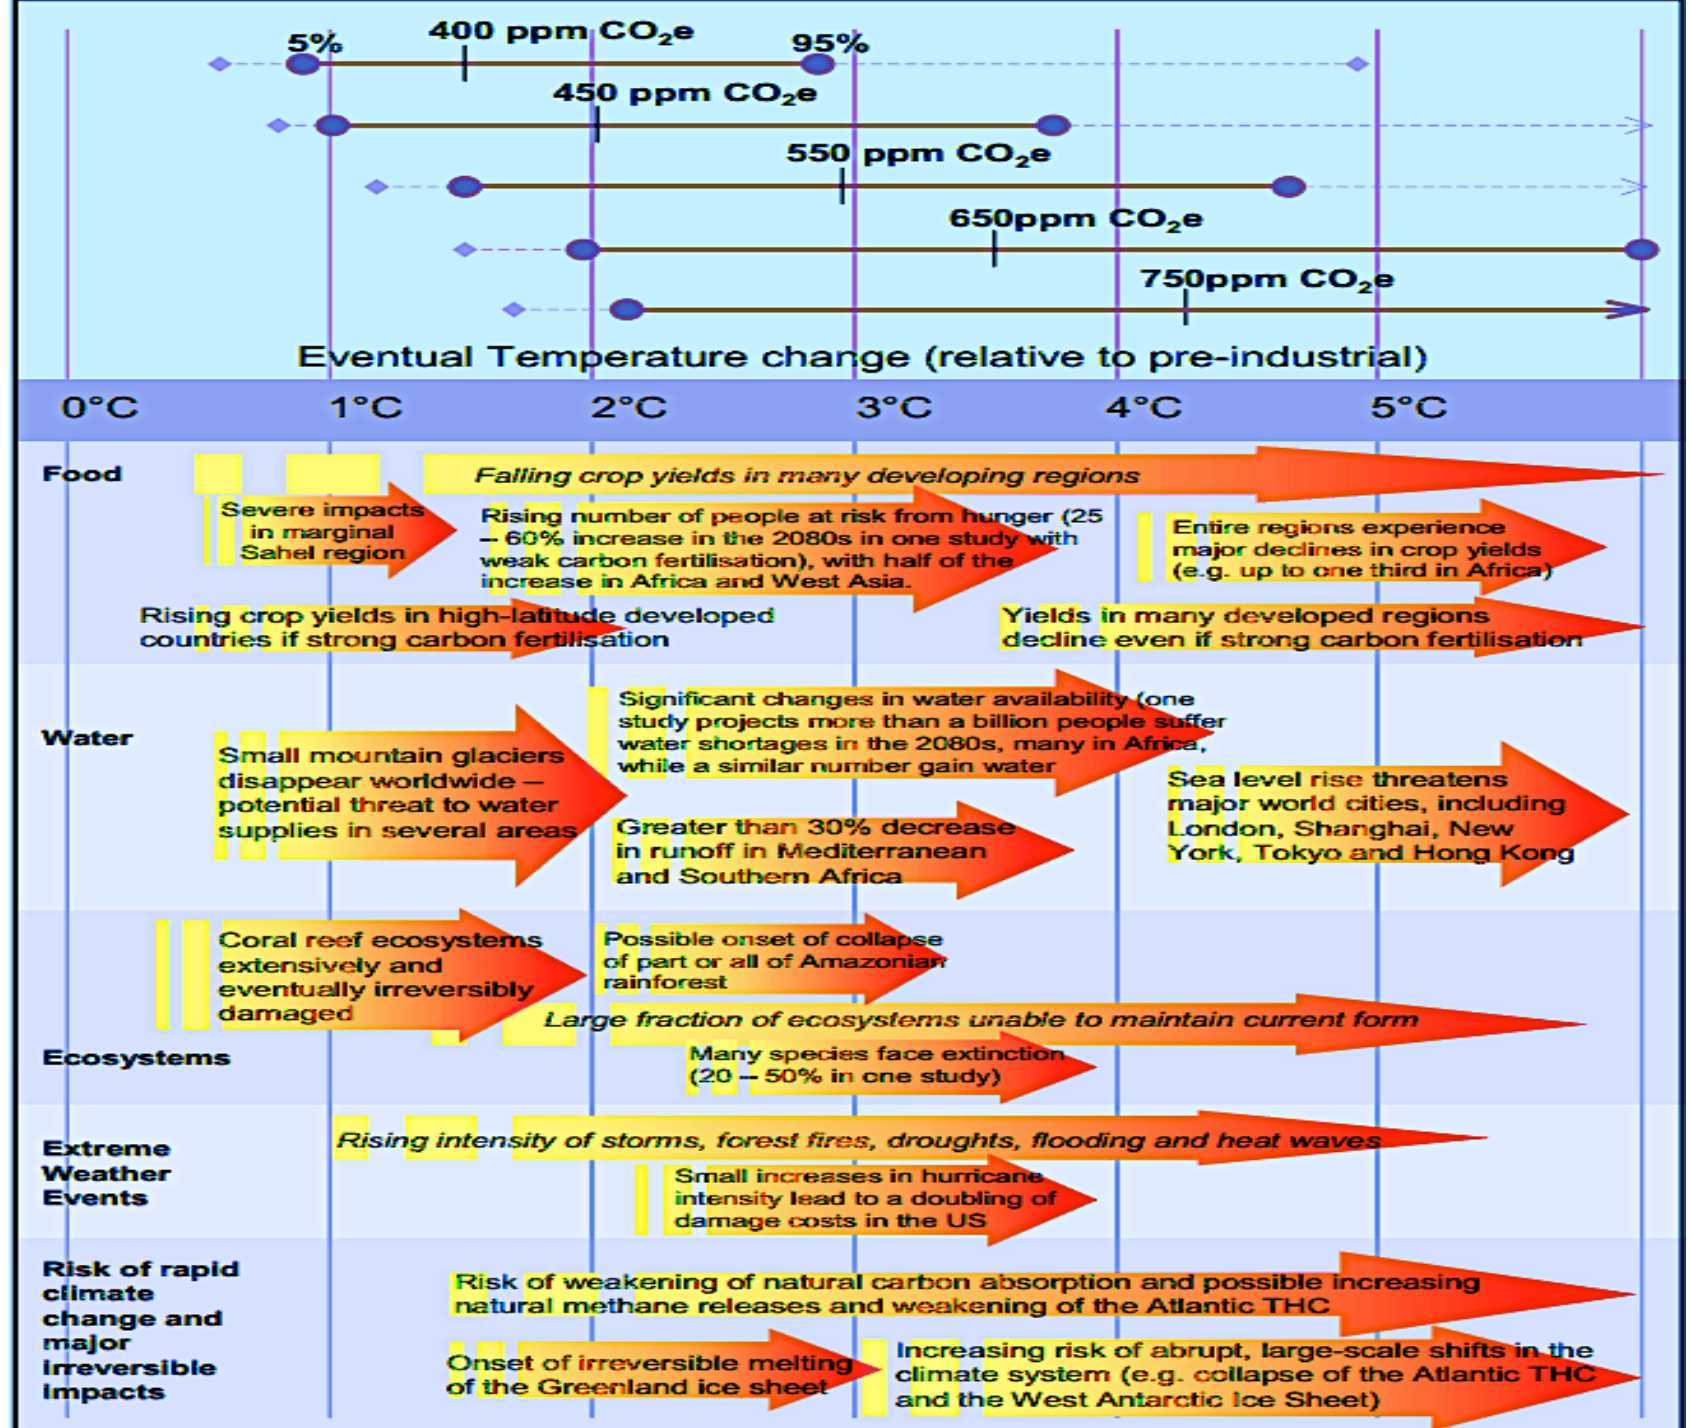 400 ppm CO₂e
5%
95%
450 ppm CO₂e
550 ppm CO₂e
650ppm CO₂e
750ppm CO₂e
Eventual Temperature change (relative to pre-industrial)
0°C 1°C 2°C 3°C 4°C 5°C
Food
Falling crop yields in many developing regions
Severe impacts
in marginal
Sahel region
Rising number of people at risk from hunger (25
– 60% increase in the 2080s in one study with
weak carbon fertilisation), with half of the
increase in Africa and West Asia.
Entire regions experience
major declines in crop yields
(e.g. up to one third in Africa)
Rising crop yields in high-latitude developed
countries if strong carbon fertilisation
Yields in many developed regions
decline even if strong carbon fertilisation
Water
Small mountain glaciers
disappear worldwide –
potential threat to water
supplies in several areas
Significant changes in water availability (one
study projects more than a billion people suffer
water shortages in the 2080s, many in Africa,
while a similar number gain water
Greater than 30% decrease
in runoff in Mediterranean
and Southern Africa
Sea level rise threatens
major world cities, including
London, Shanghai, New
York, Tokyo and Hong Kong
Ecosystems
Coral reef ecosystems
extensively and
eventually irreversibly
damaged
Possible onset of collapse
of part or all of Amazonian
rainforest
Large fraction of ecosystems unable to maintain current form
Many species face extinction
(20 – 50% in one study)
Extreme
Weather
Events
Rising intensity of storms, forest fires, droughts, flooding and heat waves
Small increases in hurricane
intensity lead to a doubling of
damage costs in the US
Risk of rapid
climate
change and
major
irreversible
impacts
Risk of weakening of natural carbon absorption and possible increasing
natural methane releases and weakening of the Atlantic THC
Onset of irreversible melting
of the Greenland ice sheet
Increasing risk of abrupt, large-scale shifts in the
climate system (e.g. collapse of the Atlantic THC
and the West Antarctic Ice Sheet)